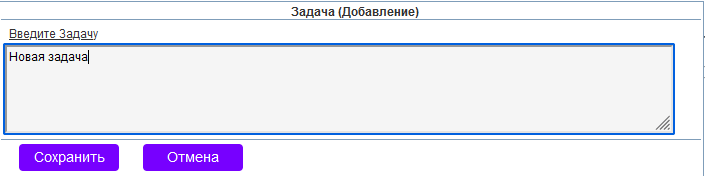 Задача (Добавление)
Введите Задачу
Новая задача
Сохранить Отмена